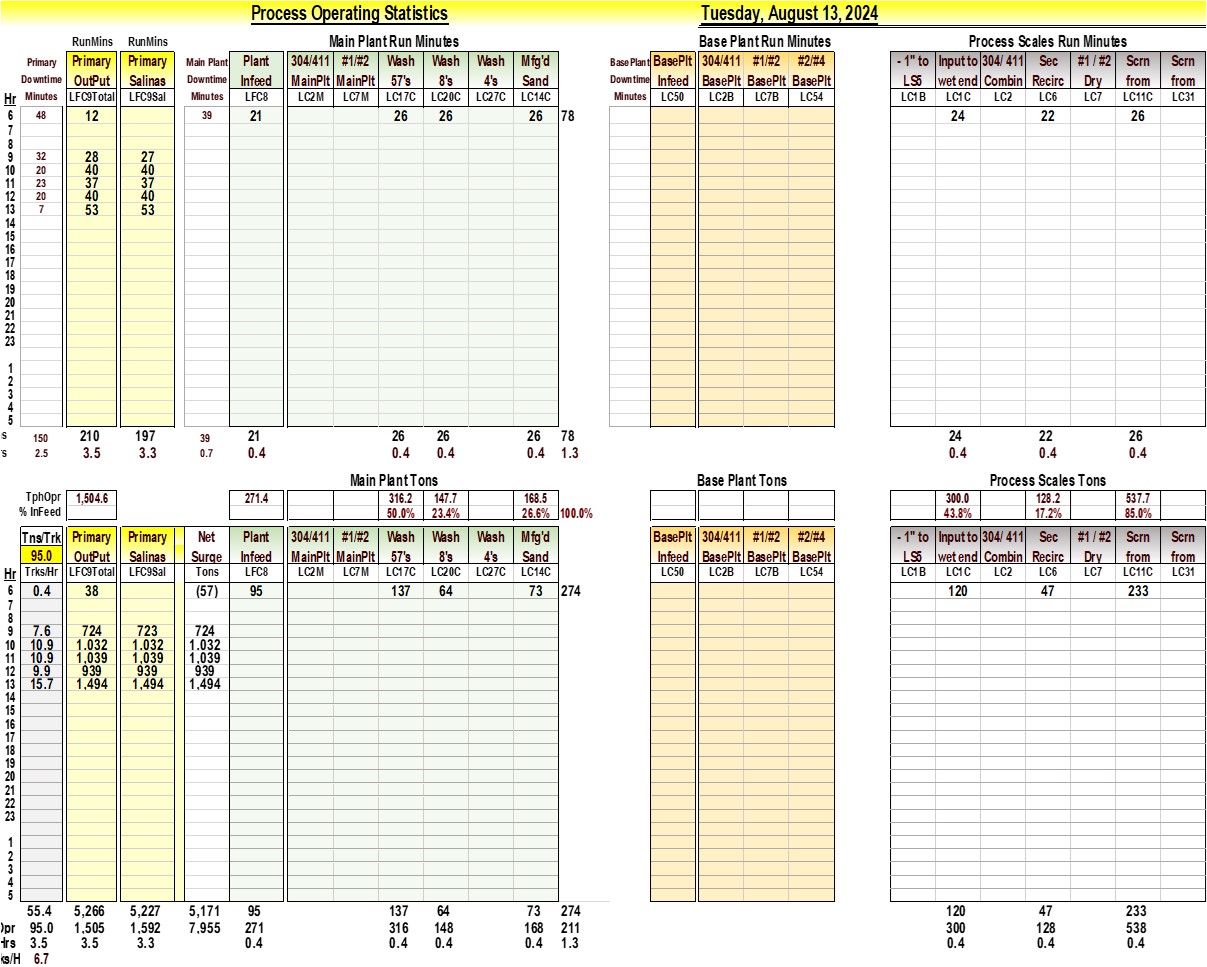 Process Operating Statistics Tuesday, August 13, 2024
RunMins RunMins Main Plant Run Minutes Base Plant Run Minutes Process Scales Run Minutes
Primary Primary Primary Main Plant Plant 304/411 #1/#2 Wash Wash Wash Mfg'd BasePlant BasePlt 304/411 #1/#2 #2/#4 - 1" to Input to 304/ 411 Sec #1 / #2 Scrn Scrn
Downtime OutPut Salinas Downtime Infeed MainPlt MainPlt 57's 8's 4's Sand Downtime Infeed BasePlt BasePlt BasePlt LS5 wet end Combin Recirc Dry from from
Hr Minutes LFC9Total LFC9Sal Minutes LFC8 LC2M LC7M LC17C LC20C LC27C LC14C Minutes LC50 LC2B LC7B LC54 LC1B LC1C LC2 LC6 LC7 LC11C LC31
6 48 12 39 21 26 26 26 78 24 22 26
7
8
9 32 28 27
10 20 40 40
11 23 37 37
12 20 40 40
13 7 53 53
14
15
16
17
18
19
20
21
22
23
1
2
3
4
5
s 150 210 197 39 21 26 26 26 78 24 22 26
's 2.5 3.5 3.3 0.7 0.4 0.4 0.4 0.4 1.3 0.4 0.4 0.4
Main Plant Tons Base Plant Tons Process Scales Tons
TphOpr 1,504.6 271.4 316.2 147.7 168.5 300.0 128.2 537.7
% InFeed 50.0% 23.4% 26.6% 100.0% 43.8% 17.2% 85.0%
Tns/Trk Primary Primary Net Plant 304/411 #1/#2 Wash Wash Wash Mfg'd BasePlt 304/411 #1/#2 #2/#4 - 1" to Input to 304/ 411 Sec #1 / #2 Scrn Scrn
95.0 OutPut Salinas Surge Infeed MainPlt MainPlt 57's 8's 4's Sand Infeed BasePlt BasePlt BasePlt LS5 wet end Combin Recirc Dry from from
Hr Trks/Hr LFC9Total LFC9Sal Tons LFC8 LC2M LC7M LC17C LC20C LC27C LC14C LC50 LC2B LC7B LC54 LC1B LC1C LC2 LC6 LC7 LC11C LC31
6 0.4 38 (57) 95 137 64 73 274 120 47 233
7
8
9 7.6 724 723 724
10 10.9 1,032 1,032 1,032
11 10.9 1,039 1,039 1,039
12 9.9 939 939 939
13 15.7 1,494 1,494 1,494
14
15
16
17
18
19
20
21
22
23
1
2
3
4
5
55.4 5,266 5,227 5,171 95 137 64 73 274 120 47 233
Opr 95.0 1,505 1,592 7,955 271 316 148 168 211 300 128 538
Hrs 3.5 3.5 3.3 0.4 0.4 0.4 0.4 1.3 0.4 0.4 0.4
ks/H 6.7